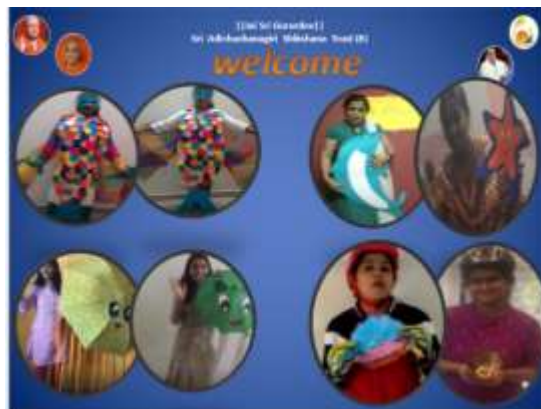 ||Jai Sri Gurudev||
Sri Adichunchanagiri Shikshana Trust (R)
welcome